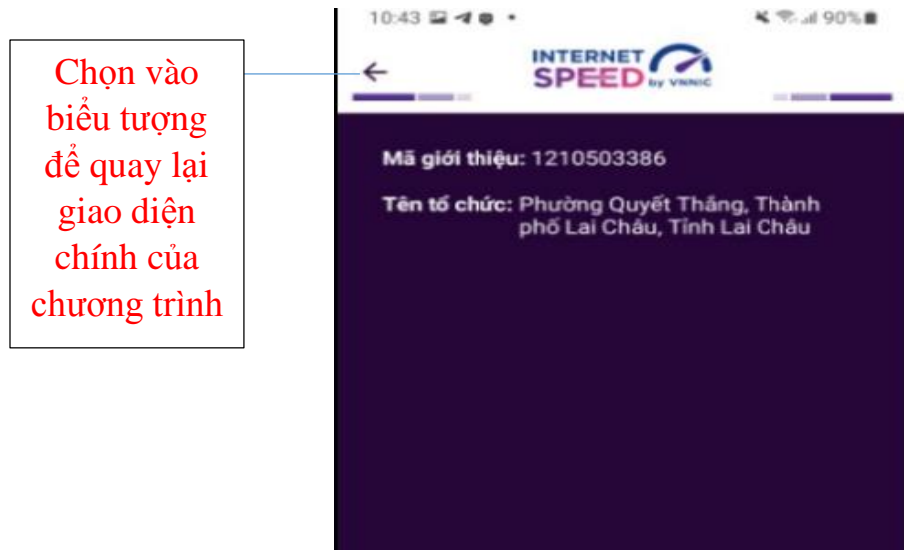 10:43
90%
Chọn vào
biểu tượng
để quay lại
giao diện
chính của
chương trình
INTERNET
SPEED by VNNIC
Mã giới thiệu: 1210503386
Tên tổ chức: Phường Quyết Thắng, Thành
phố Lai Châu, Tỉnh Lai Châu